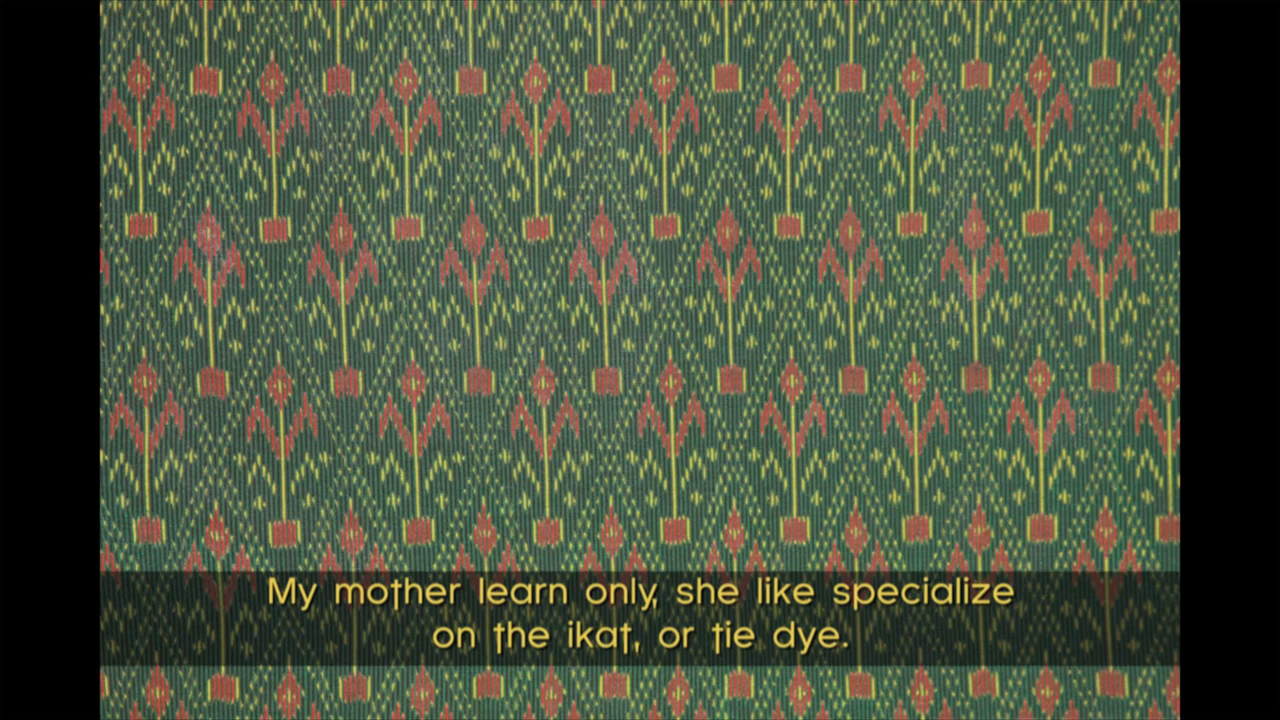 My mother learn only, she like specialize
on the ikat, or tie dye.